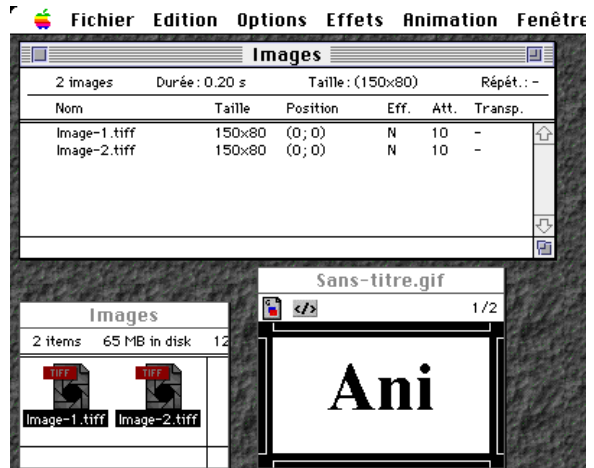 Fichier Edition Options Effets Animation Fenêtre
Images
2 images Durée : 0.20 s Taille : (150x80) Répét. : -
Nom Taille Position Eff. Att. Transp.
Image-1.tiff 150x80 (0; 0) N 10 -
Image-2.tiff 150x80 (0; 0) N 10 -
Sans-titre.gif
</> 1/2
Ani
Images
2 items 65 MB in disk 12
TIFF TIFF
Image-1.tiff Image-2.tiff